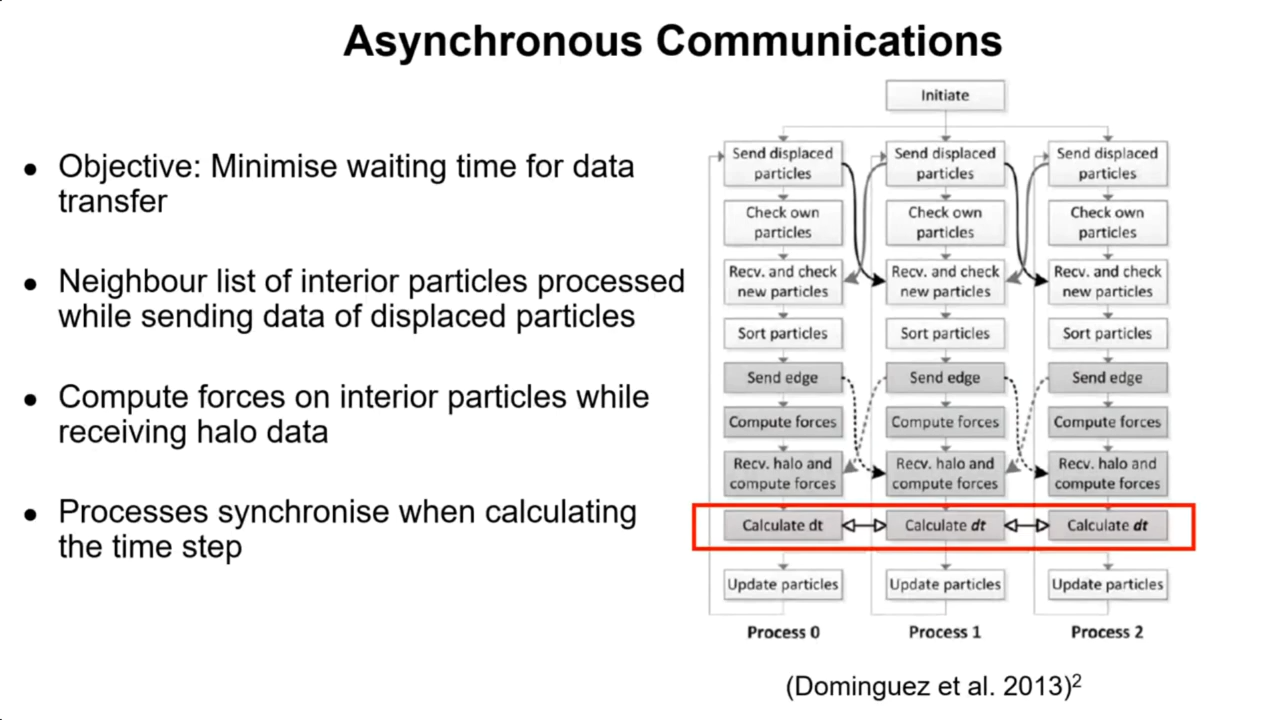 Asynchronous Communications
● Objective: Minimise waiting time for data
transfer
● Neighbour list of interior particles processed
while sending data of displaced particles
● Compute forces on interior particles while
receiving halo data
● Processes synchronise when calculating
the time step
Initiate
Send displaced
particles
Check own
particles
Recv. and check
new particles
Sort particles
Send edge
Compute forces
Recv. halo and
compute forces
Calculate dt
Update particles
Process 0
Send displaced
particles
Check own
particles
Recv. and check
new particles
Sort particles
Send edge
Compute forces
Recv. halo and
compute forces
Calculate dt
Update particles
Process 1
Send displaced
particles
Check own
particles
Recv. and check
new particles
Sort particles
Send edge
Compute forces
Recv. halo and
compute forces
Calculate dt
Update particles
Process 2
(Dominguez et al. 2013)²